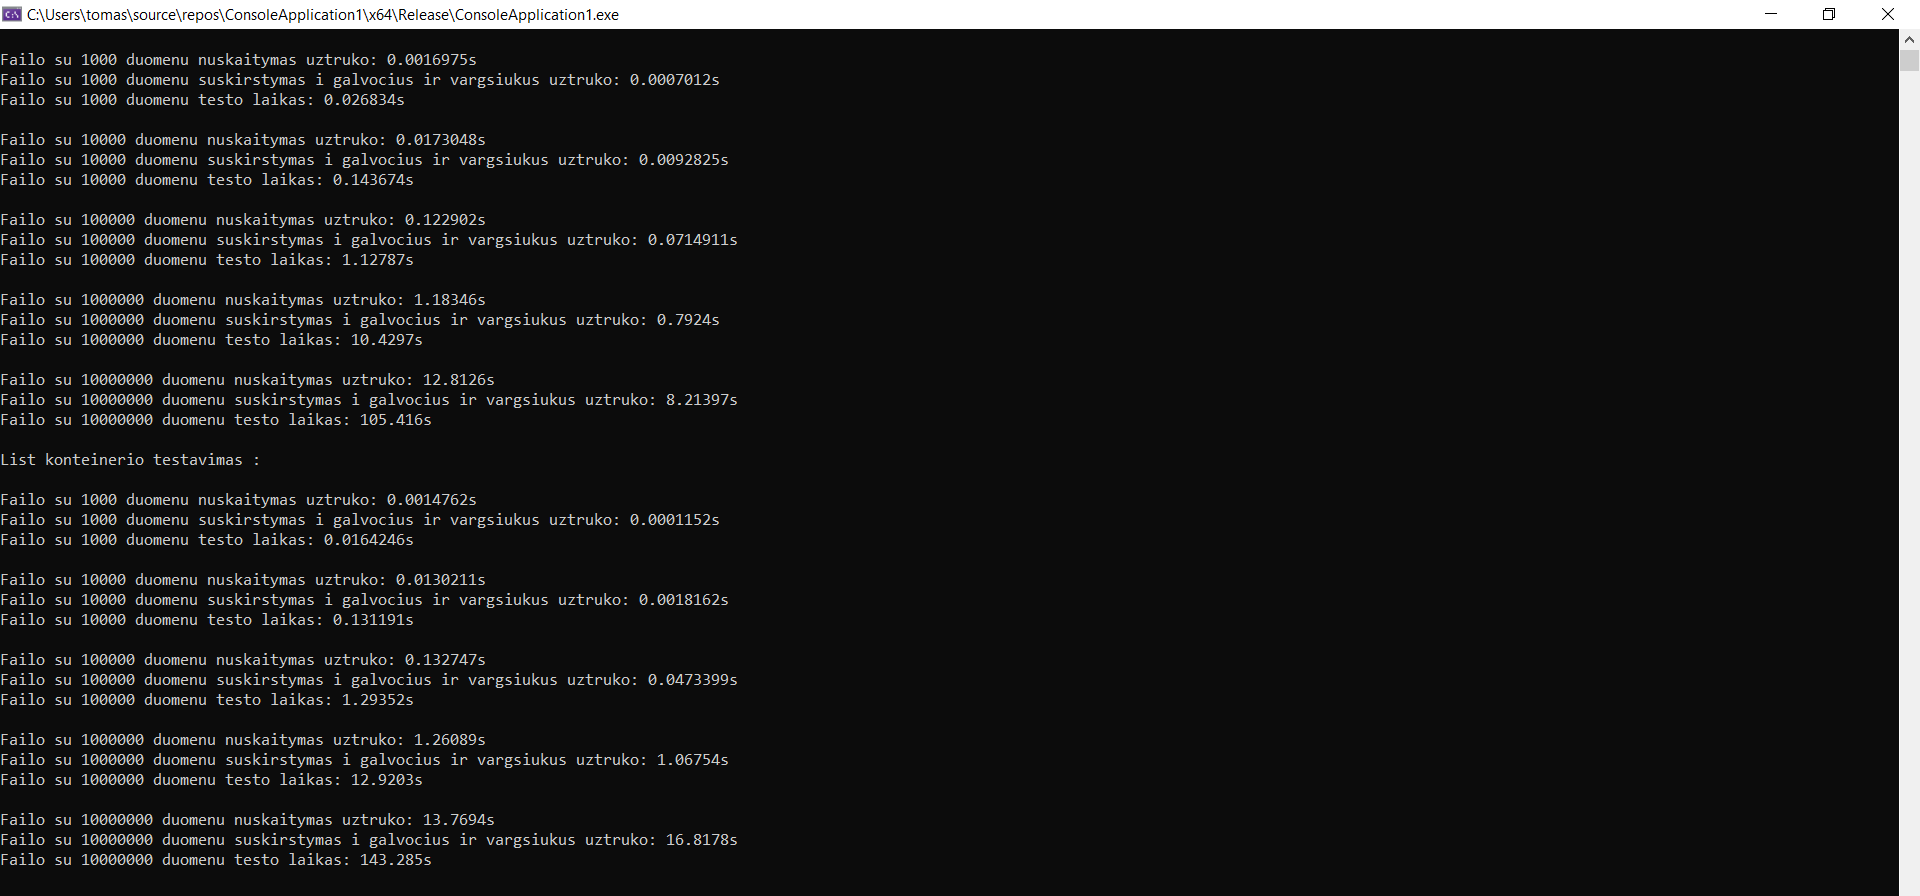 C:\Users\tomas\source\repos\ConsoleApplication1\x64\Release\ConsoleApplication1.exe
Failo su 1000 duomenu nuskaitymas uztruko: 0.0016975s
Failo su 1000 duomenu suskirstymas i galvocius ir vargsiukus uztruko: 0.0007012s
Failo su 1000 duomenu testo laikas: 0.026834s
Failo su 10000 duomenu nuskaitymas uztruko: 0.0173048s
Failo su 10000 duomenu suskirstymas i galvocius ir vargsiukus uztruko: 0.0092825s
Failo su 10000 duomenu testo laikas: 0.143674s
Failo su 100000 duomenu nuskaitymas uztruko: 0.122902s
Failo su 100000 duomenu suskirstymas i galvocius ir vargsiukus uztruko: 0.0714911s
Failo su 100000 duomenu testo laikas: 1.12787s
Failo su 1000000 duomenu nuskaitymas uztruko: 1.18346s
Failo su 1000000 duomenu suskirstymas i galvocius ir vargsiukus uztruko: 0.7924s
Failo su 1000000 duomenu testo laikas: 10.4297s
Failo su 10000000 duomenu nuskaitymas uztruko: 12.8126s
Failo su 10000000 duomenu suskirstymas i galvocius ir vargsiukus uztruko: 8.21397s
Failo su 10000000 duomenu testo laikas: 105.416s
List konteinerio testavimas :
Failo su 1000 duomenu nuskaitymas uztruko: 0.0014762s
Failo su 1000 duomenu suskirstymas i galvocius ir vargsiukus uztruko: 0.0001152s
Failo su 1000 duomenu testo laikas: 0.0164246s
Failo su 10000 duomenu nuskaitymas uztruko: 0.0130211s
Failo su 10000 duomenu suskirstymas i galvocius ir vargsiukus uztruko: 0.0018162s
Failo su 10000 duomenu testo laikas: 0.131191s
Failo su 100000 duomenu nuskaitymas uztruko: 0.132747s
Failo su 100000 duomenu suskirstymas i galvocius ir vargsiukus uztruko: 0.0473399s
Failo su 100000 duomenu testo laikas: 1.29352s
Failo su 1000000 duomenu nuskaitymas uztruko: 1.26089s
Failo su 1000000 duomenu suskirstymas i galvocius ir vargsiukus uztruko: 1.06754s
Failo su 1000000 duomenu testo laikas: 12.9203s
Failo su 10000000 duomenu nuskaitymas uztruko: 13.7694s
Failo su 10000000 duomenu suskirstymas i galvocius ir vargsiukus uztruko: 16.8178s
Failo su 10000000 duomenu testo laikas: 143.285s